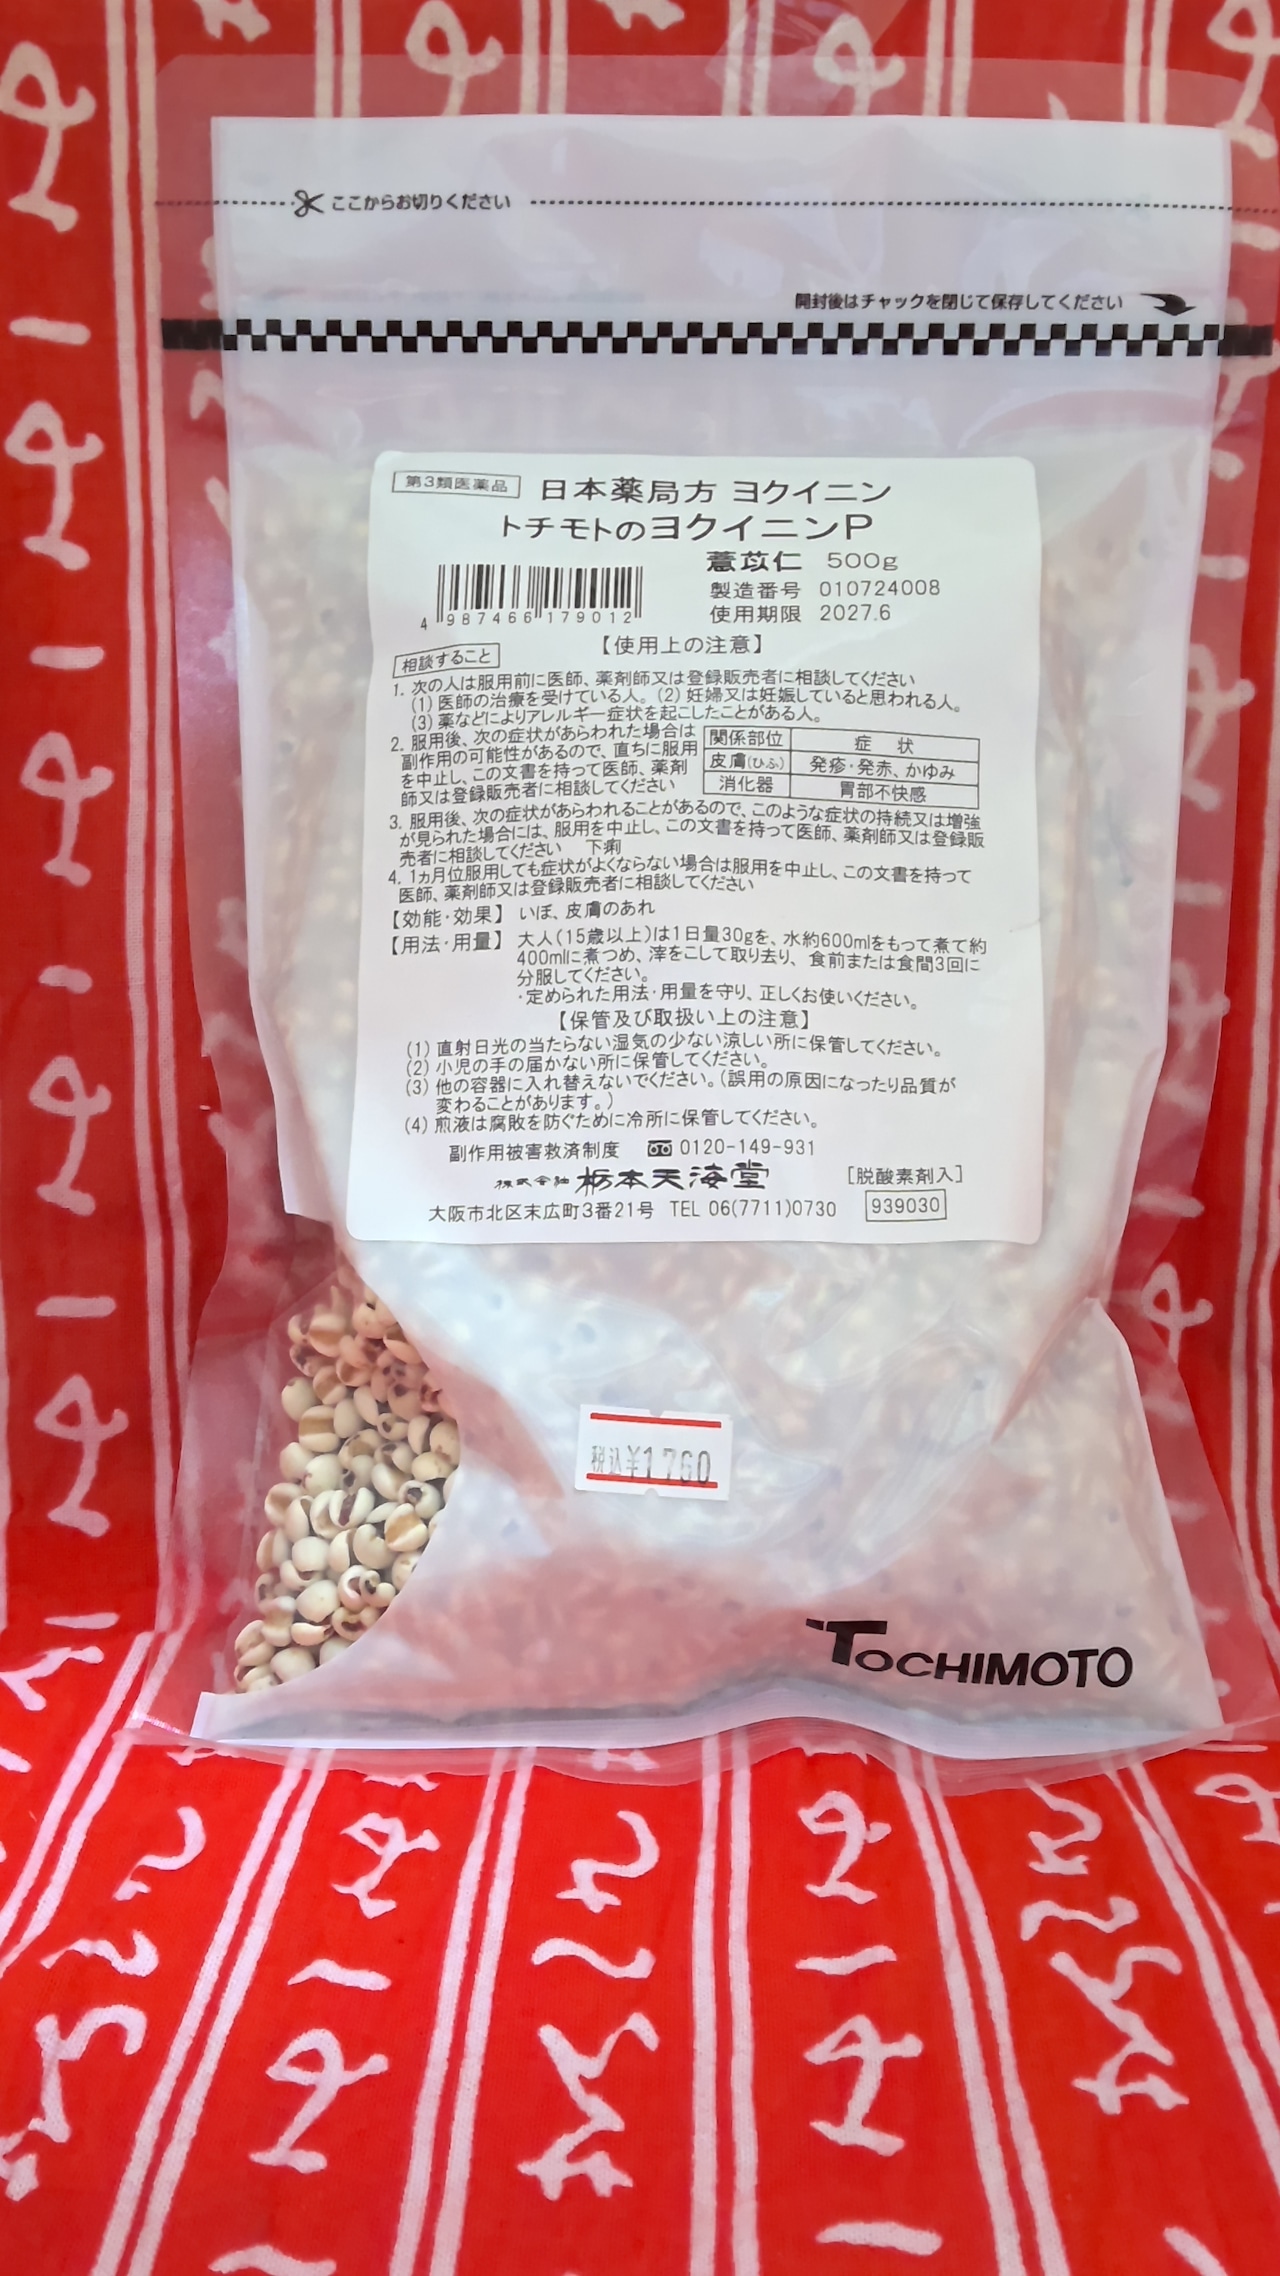 ここからお切りください
開封後はチャックを閉じて保存してください
第3類医薬品 日本薬局方 ヨクイニン
トチモトのヨクイニンP
薏苡仁 500g
製造番号 010724008
使用期限 2027.6
4 987466 179012
【使用上の注意】
相談すること
1. 次の人は服用前に医師、薬剤師又は登録販売者に相談してください
(1) 医師の治療を受けている人。(2) 妊婦又は妊娠していると思われる人。
(3) 薬などによりアレルギー症状を起こしたことがある人。
2. 服用後、次の症状があらわれた場合は
副作用の可能性があるので、直ちに服用
を中止し、この文書を持って医師、薬剤
師又は登録販売者に相談してください
関係部位 症 状
皮膚(ひふ) 発疹・発赤、かゆみ
消化器 胃部不快感
3. 服用後、次の症状があらわれることがあるので、このような症状の持続又は増強
が見られた場合には、服用を中止し、この文書を持って医師、薬剤師又は登録販
売者に相談してください 下痢
4. 1ヵ月位服用しても症状がよくならない場合は服用を中止し、この文書を持って
医師、薬剤師又は登録販売者に相談してください
【効能・効果】 いぼ、皮膚のあれ
【用法・用量】 大人(15歳以上)は1日量30gを、水約600mlをもって煮て約
400mlに煮つめ、滓をこして取り去り、食前または食間3回に
分服してください。
・定められた用法・用量を守り、正しくお使いください。
【保管及び取扱い上の注意】
(1) 直射日光の当たらない湿気の少ない涼しい所に保管してください。
(2) 小児の手の届かない所に保管してください。
(3) 他の容器に入れ替えないでください。(誤用の原因になったり品質が
変わることがあります。)
(4) 煎液は腐敗を防ぐために冷所に保管してください。
副作用被害救済制度 0120-149-931
株式会社 栃本天海堂 [脱酸素剤入]
大阪市北区末広町3番21号 TEL 06(7711)0730 939030
税込¥1760
TOCHIMOTO